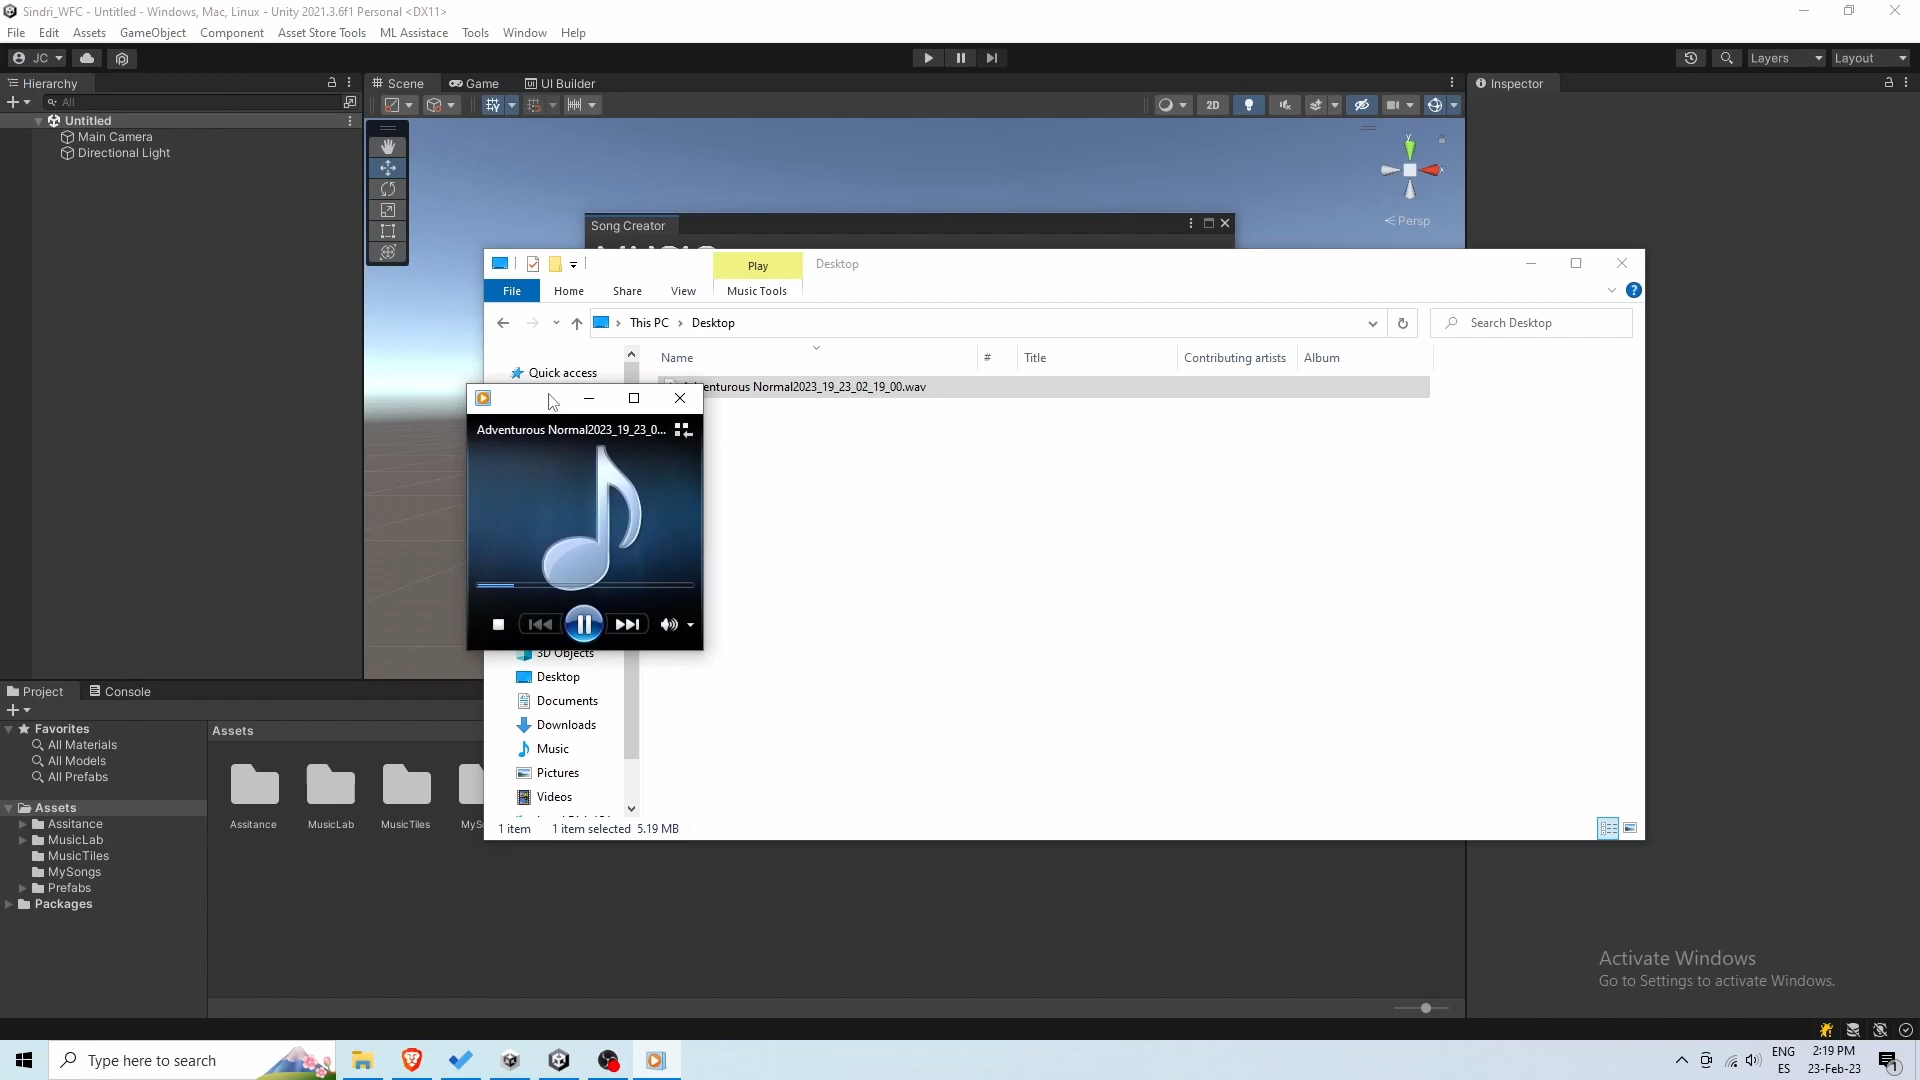 Sindri_WFC - Untitled - Windows, Mac, Linux - Unity 2021.3.6f1 Personal <DX11>
File Edit Assets GameObject Component Asset Store Tools ML Assistace Tools Window Help
JC Layers Layout
Hierarchy Scene Game UI Builder Inspector
All 2D
Untitled
Main Camera
Directional Light
y
x
Persp
Song Creator
Play Desktop
File Home Share View Music Tools
This PC Desktop Search Desktop
Name # Title Contributing artists Album
Quick access
enturous Normal2023_19_23_02_19_00.wav
Adventurous Normal2023_19_23_0...
3D Objects
Desktop
Documents
Downloads
Music
Pictures
Videos
1 item 1 item selected 5.19 MB
Project Console
Favorites
All Materials
All Models
All Prefabs
Assets
Assitance
MusicLab
MusicTiles
MySongs
Prefabs
Packages
Assets
Assitance MusicLab MusicTiles MyS
Activate Windows
Go to Settings to activate Windows.
Type here to search
ENG
ES
2:19 PM
23-Feb-23
1